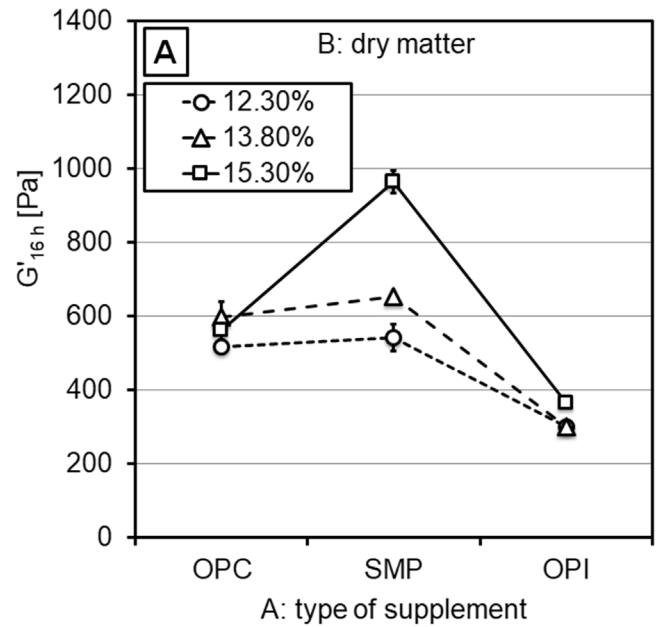 1400
1200
1000
800
600
400
200
0
G'16 h [Pa]
A
B: dry matter
12.30%
13.80%
15.30%
OPC SMP OPI
A: type of supplement